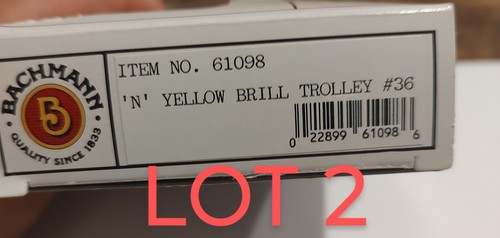 BACHMANN
B
QUALITY SINCE 1833
ITEM NO. 61098
'N' YELLOW BRILL TROLLEY #36
0 22899 61098 6
LOT 2